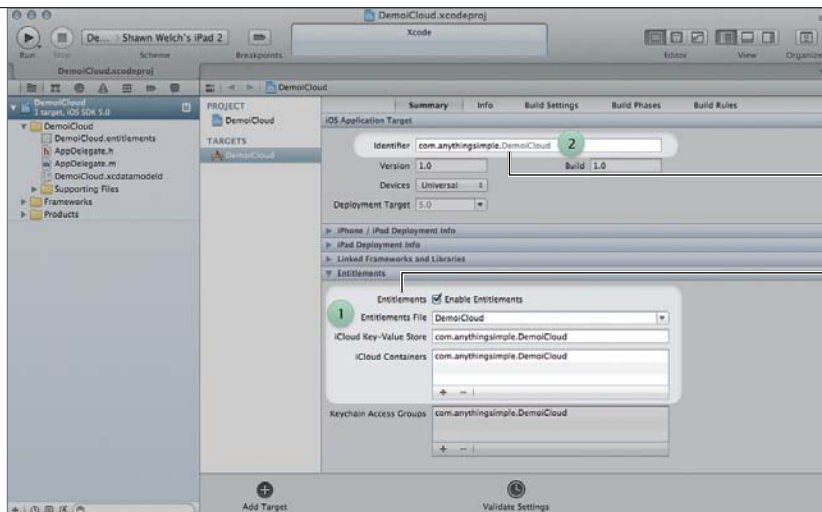 DemoiCloud.xcodeproj
De... Shawn Welch's iPad 2
Xcode
Run Stop Scheme Breakpoints Editor View Organizer
DemoiCloud.xcodeproj
DemoiCloud
DemoiCloud
1 target, iOS SDK 5.0
DemoiCloud
DemoiCloud.entitlements
AppDelegate.h
AppDelegate.m
DemoiCloud.xcdatamodeld
Supporting Files
Frameworks
Products
PROJECT
DemoiCloud
TARGETS
DemoiCloud
Summary Info Build Settings Build Phases Build Rules
iOS Application Target
Identifier com.anythingsimple.DemoiCloud 2
Version 1.0 Build 1.0
Devices Universal
Deployment Target 5.0
iPhone / iPod Deployment Info
iPad Deployment Info
Linked Frameworks and Libraries
Entitlements
Entitlements Enable Entitlements
1
Entitlements File DemoiCloud
iCloud Key-Value Store com.anythingsimple.DemoiCloud
iCloud Containers com.anythingsimple.DemoiCloud
+ −
Keychain Access Groups com.anythingsimple.DemoiCloud
+ −
Add Target Validate Settings